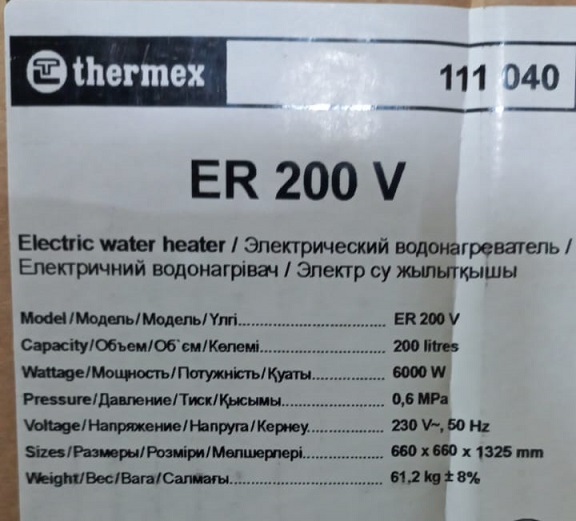 thermex
111 040
ER 200 V
Electric water heater / Электрический водонагреватель /
Електричний водонагрівач / Электр су жылытқышы
Model/Модель/Модель/Үлгі............................ ER 200 V
Capacity/Объем/Об`єм/Көлемі........................ 200 litres
Wattage/Мощность/Потужність/Қуаты.............. 6000 W
Pressure/Давление/Тиск/Қысымы.................... 0,6 MPa
Voltage/Напряжение/Напруга/Кернеу............... 230 V~, 50 Hz
Sizes/Размеры/Розміри/Мөлшерлері................ 660 x 660 x 1325 mm
Weight/Вес/Вага/Салмағы............................. 61,2 kg ± 8%